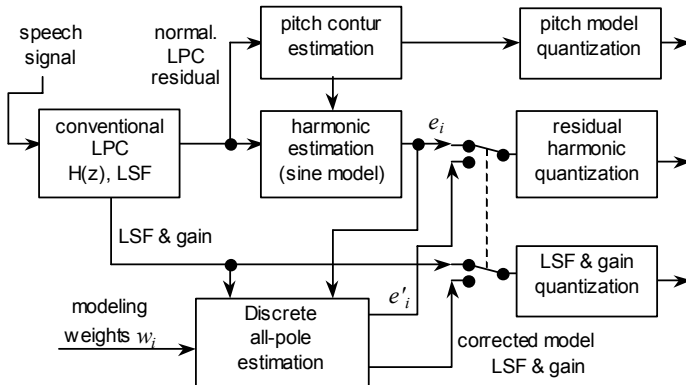 speech
signal
normal.
LPC
residual
pitch contur
estimation
pitch model
quantization
conventional
LPC
H(z), LSF
harmonic
estimation
(sine model)
e_i
residual
harmonic
quantization
LSF & gain
LSF & gain
quantization
modeling
weights w_i
Discrete
all-pole
estimation
e'_i
corrected model
LSF & gain